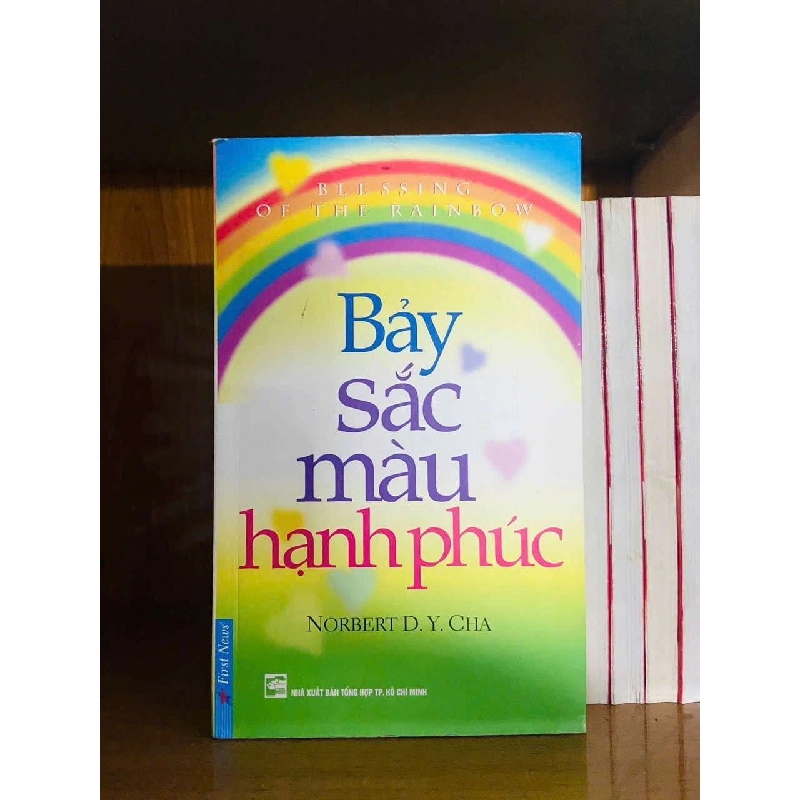 BLESSING
OF THE RAINBOW
Bảy
sắc
màu
hạnh phúc
NORBERT D. Y. CHA
First News
NHÀ XUẤT BẢN TỔNG HỢP TP. HỒ CHÍ MINH